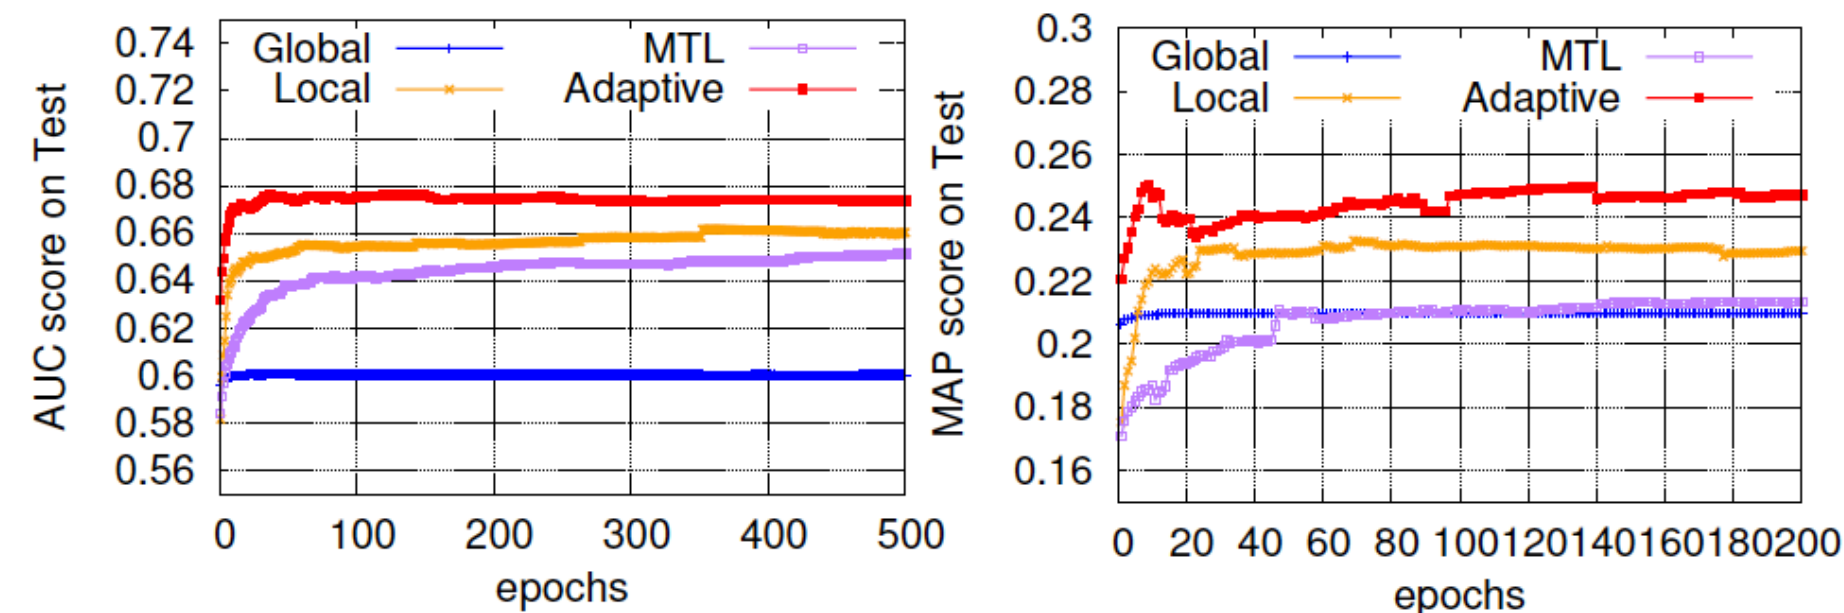 AUC score on Test
0.74
0.72
0.7
0.68
0.66
0.64
0.62
0.6
0.58
0.56
Global
MTL
Local
Adaptive
0 100 200 300 400 500
epochs
MAP score on Test
0.3
0.28
0.26
0.24
0.22
0.2
0.18
0.16
Global
MTL
Local
Adaptive
0 20 40 60 80 100 120 140 160 180 200
epochs